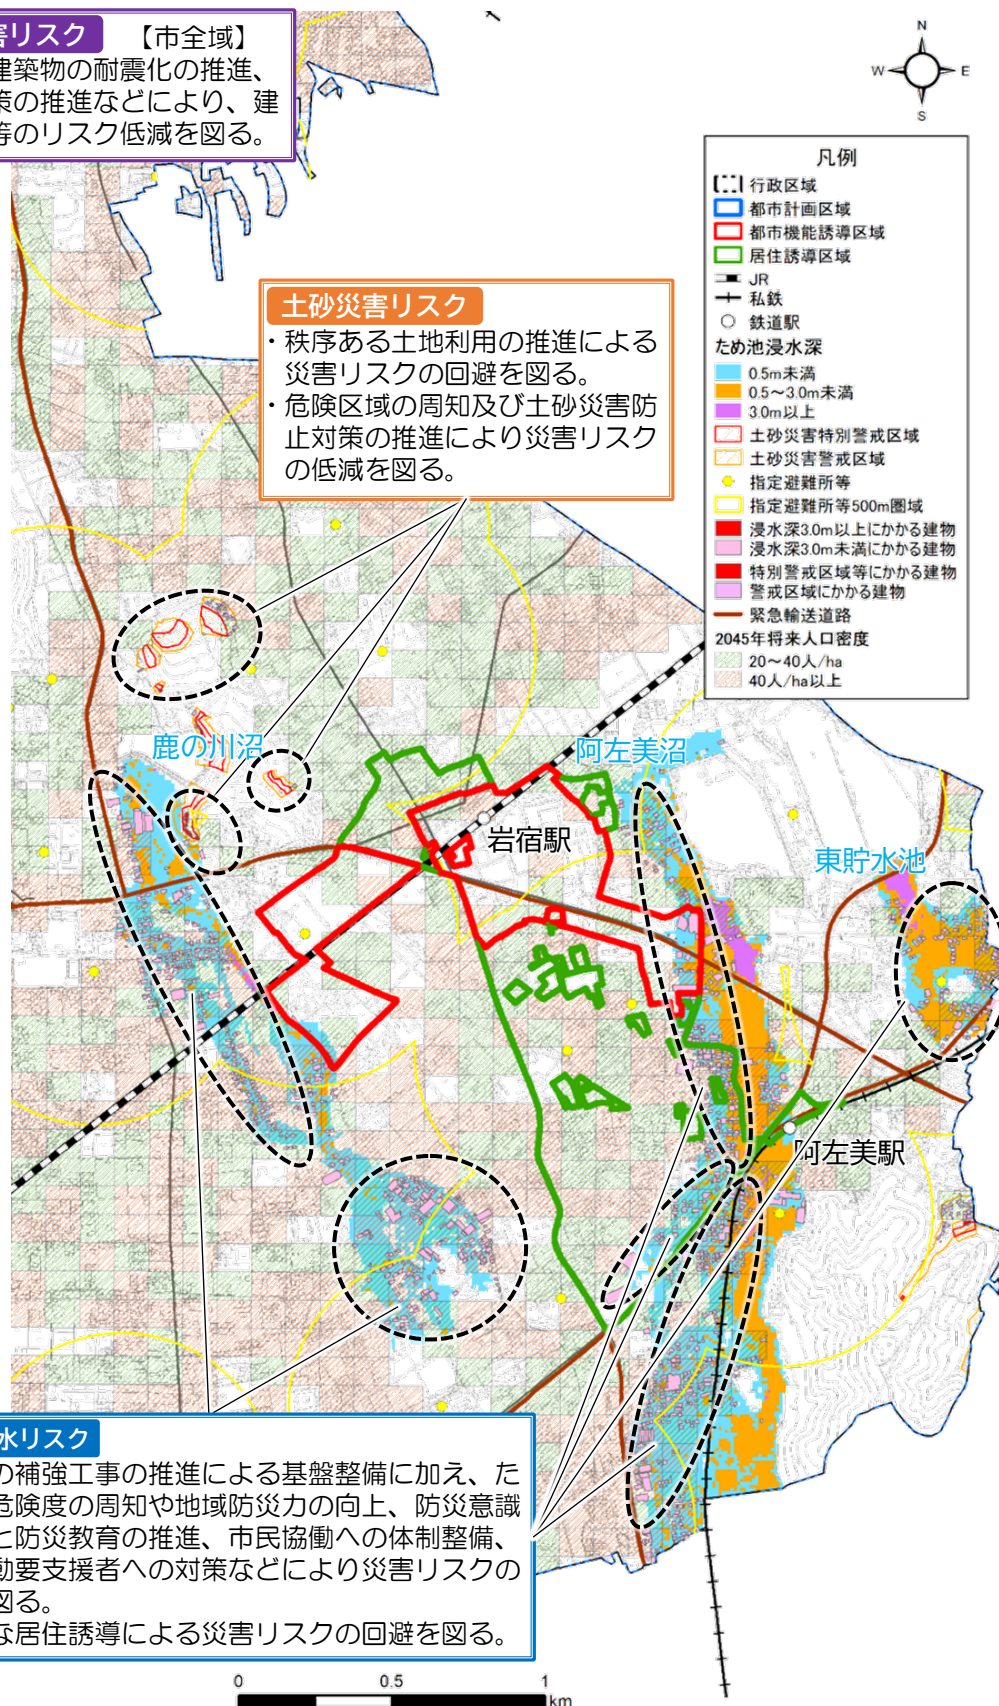 害リスク 【市全域】
建築物の耐震化の推進、
策の推進などにより、建
等のリスク低減を図る。
N
W E
S
凡例
行政区域
都市計画区域
都市機能誘導区域
居住誘導区域
JR
私鉄
鉄道駅
ため池浸水深
0.5m未満
0.5～3.0m未満
3.0m以上
土砂災害特別警戒区域
土砂災害警戒区域
指定避難所等
指定避難所等500m圏域
浸水深3.0m以上にかかる建物
浸水深3.0m未満にかかる建物
特別警戒区域等にかかる建物
警戒区域にかかる建物
緊急輸送道路
2045年将来人口密度
20～40人/ha
40人/ha以上
土砂災害リスク
・秩序ある土地利用の推進による
災害リスクの回避を図る。
・危険区域の周知及び土砂災害防
止対策の推進により災害リスク
の低減を図る。
鹿の川沼
阿左美沼
岩宿駅
東貯水池
阿左美駅
水リスク
の補強工事の推進による基盤整備に加え、た
危険度の周知や地域防災力の向上、防災意識
と防災教育の推進、市民協働への体制整備、
動要支援者への対策などにより災害リスクの
図る。
な居住誘導による災害リスクの回避を図る。
0 0.5 1
km